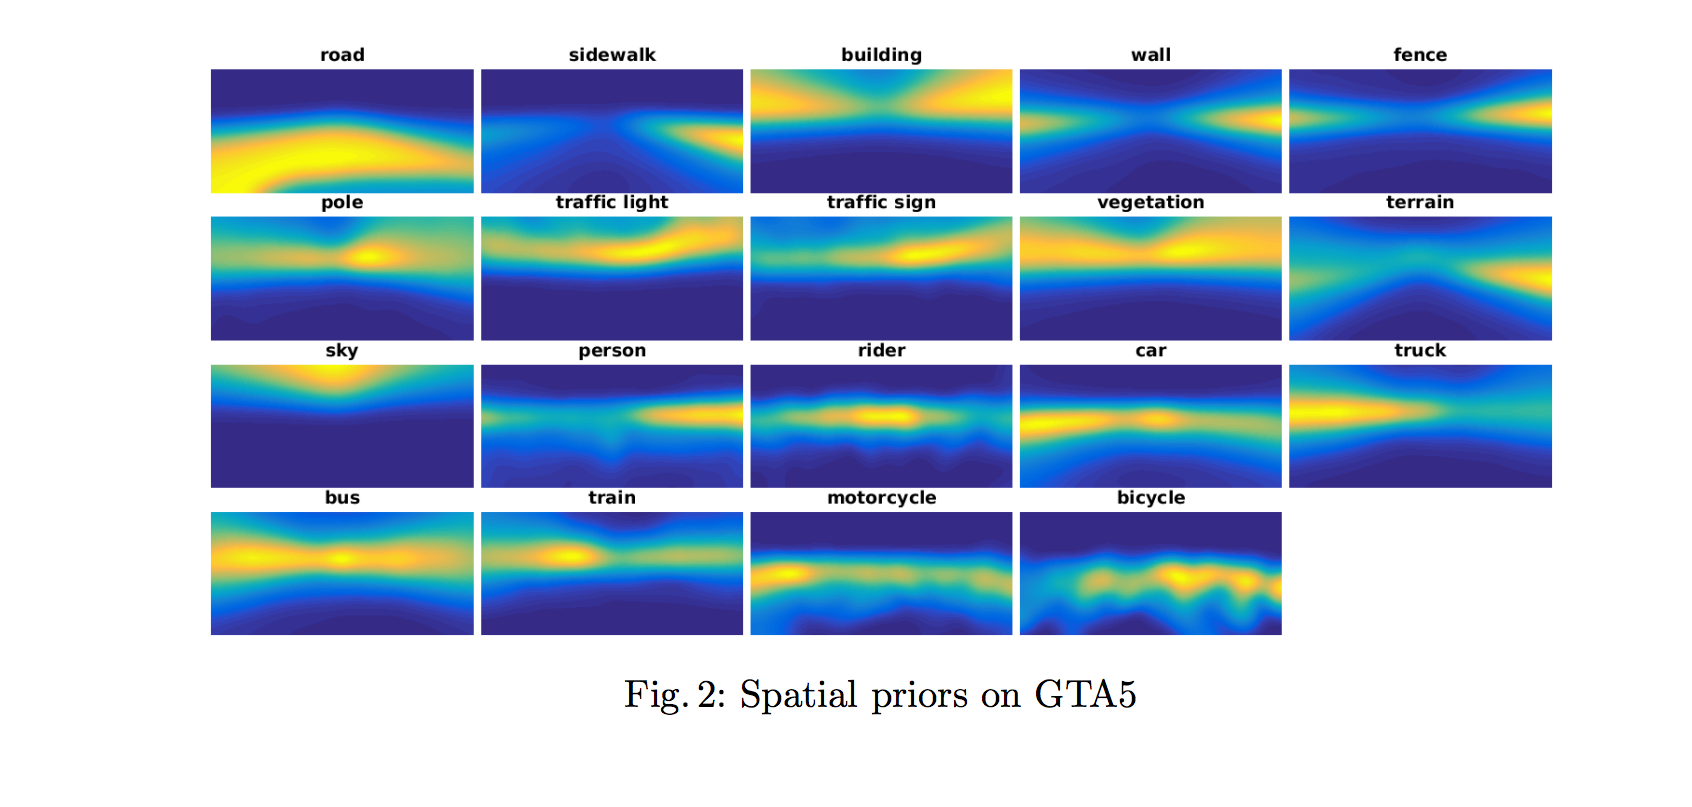 road sidewalk building wall fence
pole traffic light traffic sign vegetation terrain
sky person rider car truck
bus train motorcycle bicycle
Fig. 2: Spatial priors on GTA5